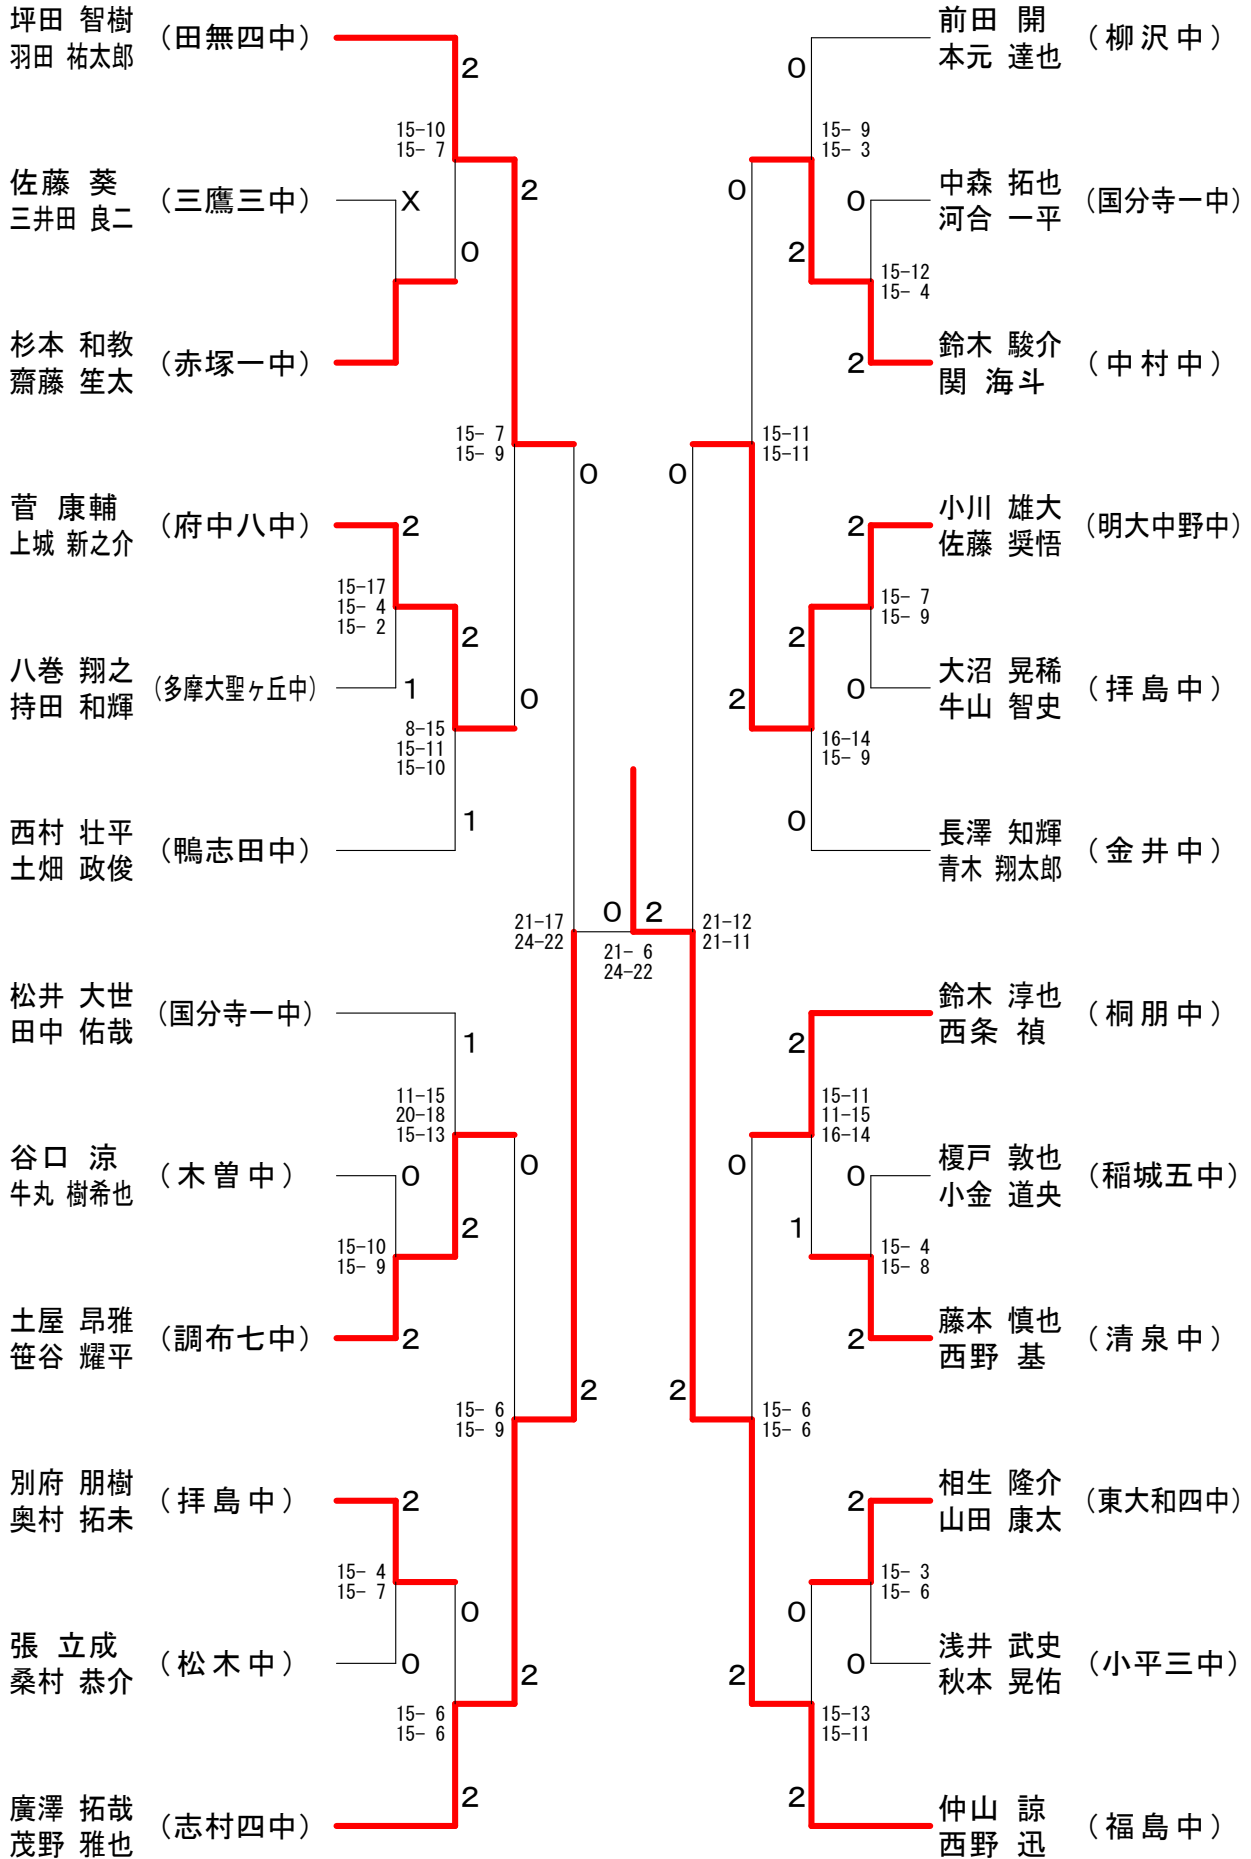 坪田 智樹
羽田 祐太郎
(田無四中)
2
15-10
15- 7
佐藤 葵
三井田 良二
(三鷹三中)
X
0
杉本 和教
齋藤 笙太
(赤塚一中)
2
15- 7
15- 9
0
菅 康輔
上城 新之介
(府中八中)
2
15-17
15- 4
15- 2
2
八巻 翔之
持田 和輝
(多摩大聖ヶ丘中)
1
0
8-15
15-11
15-10
西村 壮平
土畑 政俊
(鴨志田中)
1
21-17
24-22
松井 大世
田中 佑哉
(国分寺一中)
1
11-15
20-18
15-13
谷口 涼
牛丸 樹希也
(木曽中)
0
0
15-10
15- 9
2
土屋 昂雅
笹谷 耀平
(調布七中)
2
15- 6
15- 9
2
別府 朋樹
奥村 拓未
(拝島中)
2
15- 4
15- 7
0
張 立成
桑村 恭介
(松木中)
0
2
15- 6
15- 6
廣澤 拓哉
茂野 雅也
(志村四中)
2
0 2
21- 6
24-22
前田 開
本元 達也
(柳沢中)
0
15- 9
15- 3
中森 拓也
河合 一平
(国分寺一中)
0
0
2
15-12
15- 4
鈴木 駿介
関 海斗
(中村中)
2
15-11
15-11
0
小川 雄大
佐藤 奨悟
(明大中野中)
2
15- 7
15- 9
2
大沼 晃稀
牛山 智史
(拝島中)
0
2
16-14
15- 9
長澤 知輝
青木 翔太郎
(金井中)
0
21-12
21-11
鈴木 淳也
西条 禎
(桐朋中)
2
15-11
11-15
16-14
榎戸 敦也
小金 道央
(稲城五中)
0
0
1
15- 4
15- 8
藤本 慎也
西野 基
(清泉中)
2
2
15- 6
15- 6
相生 隆介
山田 康太
(東大和四中)
2
15- 3
15- 6
0
浅井 武史
秋本 晃佑
(小平三中)
0
2
15-13
15-11
仲山 諒
西野 迅
(福島中)
2